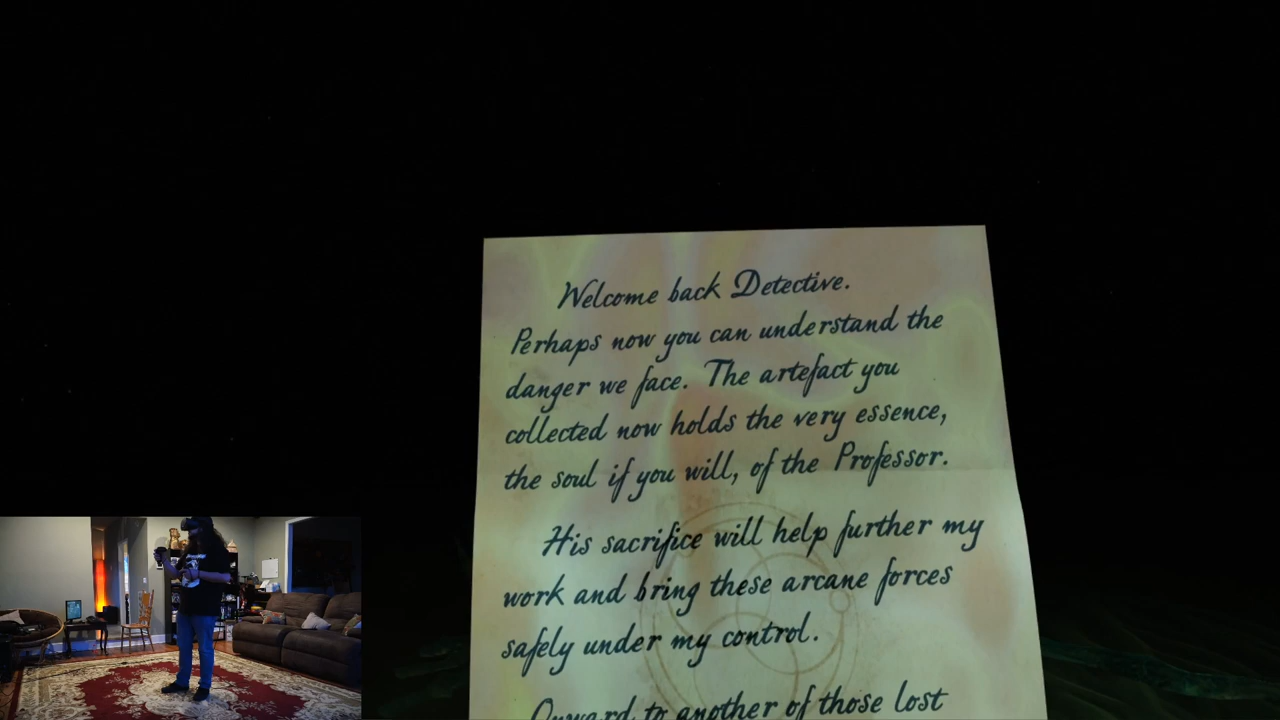 Welcome back Detective.
Perhaps now you can understand the
danger we face. The artefact you
collected now holds the very essence,
the soul if you will, of the Professor.
His sacrifice will help further my
work and bring these arcane forces
safely under my control.
Onward to another of those lost